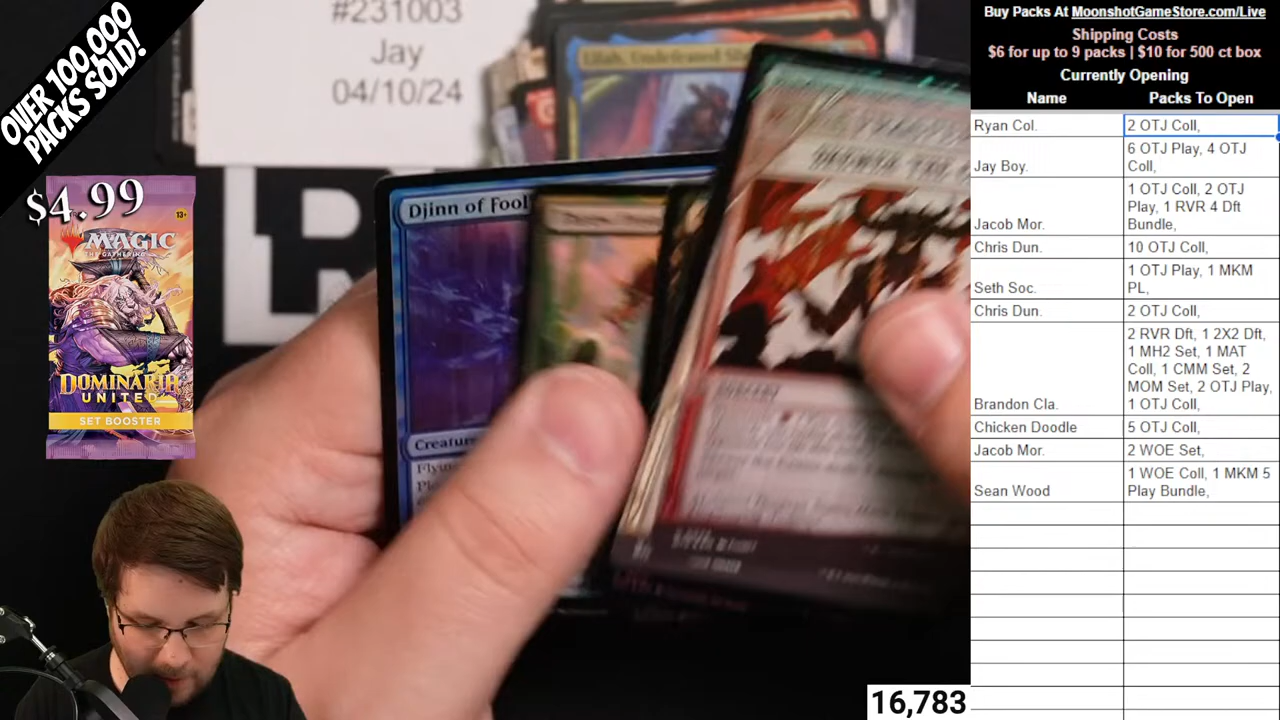 OVER 100,000
PACKS SOLD!
$4.99
13+
MAGIC
THE GATHERING
DOMINARIA
UNITED
SET BOOSTER
#231003
Jay
04/10/24
Djinn of Fool
Creature
Flying
16,783
Buy Packs At MoonshotGameStore.com/Live
Shipping Costs
$6 for up to 9 packs | $10 for 500 ct box
Currently Opening
Name Packs To Open
Ryan Col. 2 OTJ Coll,
Jay Boy. 6 OTJ Play, 4 OTJ
Coll,
Jacob Mor. 1 OTJ Coll, 2 OTJ
Play, 1 RVR 4 Dft
Bundle,
Chris Dun. 10 OTJ Coll,
Seth Soc. 1 OTJ Play, 1 MKM
PL,
Chris Dun. 2 OTJ Coll,
Brandon Cla. 2 RVR Dft, 1 2X2 Dft,
1 MH2 Set, 1 MAT
Coll, 1 CMM Set, 2
MOM Set, 2 OTJ Play,
1 OTJ Coll,
Chicken Doodle 5 OTJ Coll,
Jacob Mor. 2 WOE Set,
Sean Wood 1 WOE Coll, 1 MKM 5
Play Bundle,